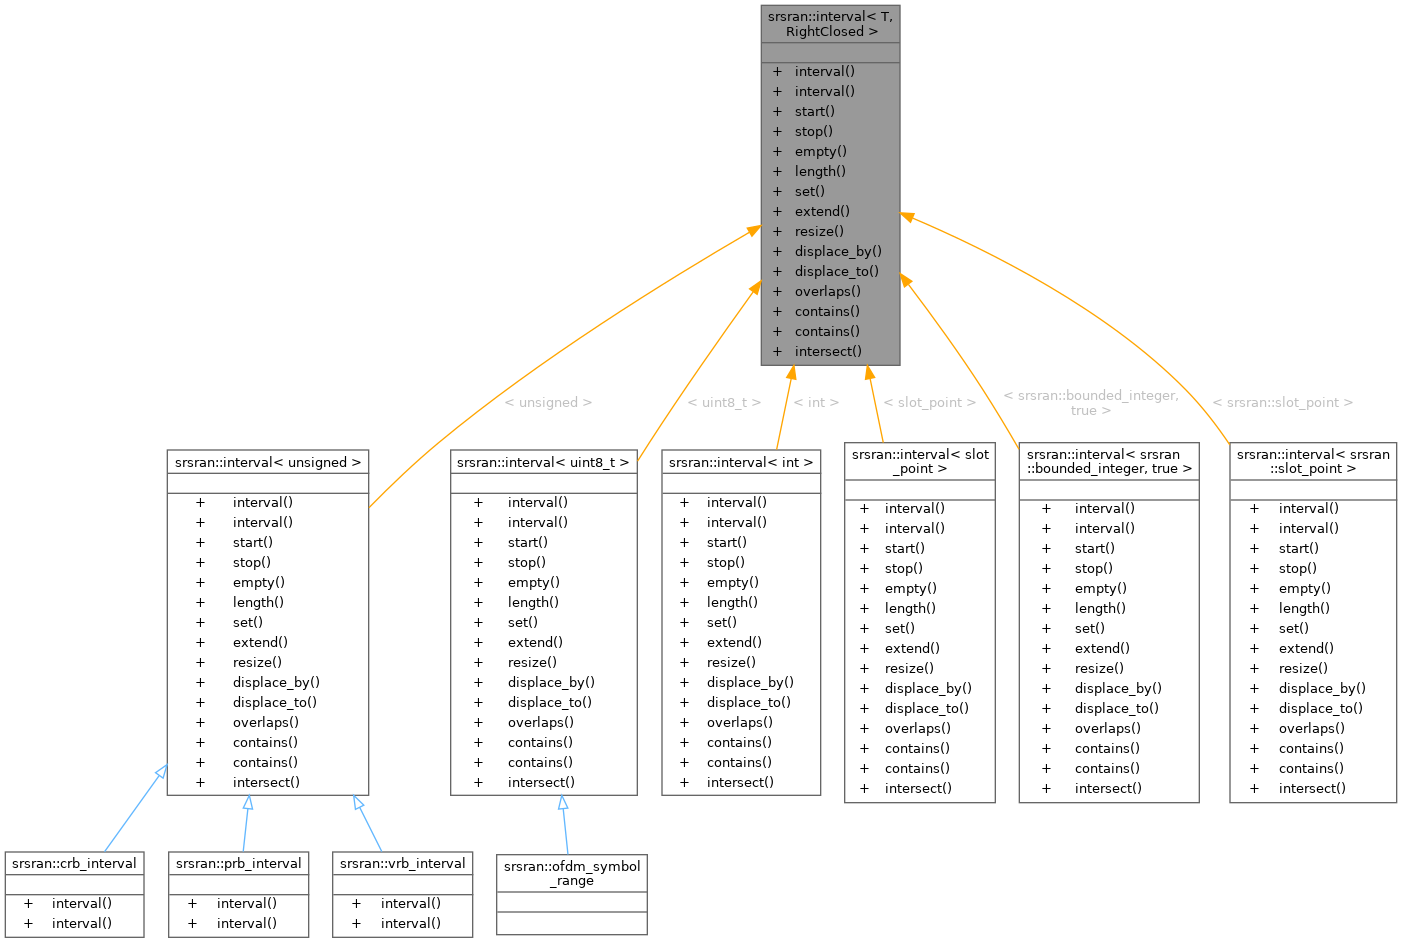 srsran::interval< T,
RightClosed >
+ interval()
+ interval()
+ start()
+ stop()
+ empty()
+ length()
+ set()
+ extend()
+ resize()
+ displace_by()
+ displace_to()
+ overlaps()
+ contains()
+ contains()
+ intersect()
< unsigned >
< uint8_t >
< int >
< slot_point >
< srsran::bounded_integer,
true >
< srsran::slot_point >
srsran::interval< unsigned >
+ interval()
+ interval()
+ start()
+ stop()
+ empty()
+ length()
+ set()
+ extend()
+ resize()
+ displace_by()
+ displace_to()
+ overlaps()
+ contains()
+ contains()
+ intersect()
srsran::interval< uint8_t >
+ interval()
+ interval()
+ start()
+ stop()
+ empty()
+ length()
+ set()
+ extend()
+ resize()
+ displace_by()
+ displace_to()
+ overlaps()
+ contains()
+ contains()
+ intersect()
srsran::interval< int >
+ interval()
+ interval()
+ start()
+ stop()
+ empty()
+ length()
+ set()
+ extend()
+ resize()
+ displace_by()
+ displace_to()
+ overlaps()
+ contains()
+ contains()
+ intersect()
srsran::interval< slot
_point >
+ interval()
+ interval()
+ start()
+ stop()
+ empty()
+ length()
+ set()
+ extend()
+ resize()
+ displace_by()
+ displace_to()
+ overlaps()
+ contains()
+ contains()
+ intersect()
srsran::interval< srsran
::bounded_integer, true >
+ interval()
+ interval()
+ start()
+ stop()
+ empty()
+ length()
+ set()
+ extend()
+ resize()
+ displace_by()
+ displace_to()
+ overlaps()
+ contains()
+ contains()
+ intersect()
srsran::interval< srsran
::slot_point >
+ interval()
+ interval()
+ start()
+ stop()
+ empty()
+ length()
+ set()
+ extend()
+ resize()
+ displace_by()
+ displace_to()
+ overlaps()
+ contains()
+ contains()
+ intersect()
srsran::crb_interval
+ interval()
+ interval()
srsran::prb_interval
+ interval()
+ interval()
srsran::vrb_interval
+ interval()
+ interval()
srsran::ofdm_symbol
_range